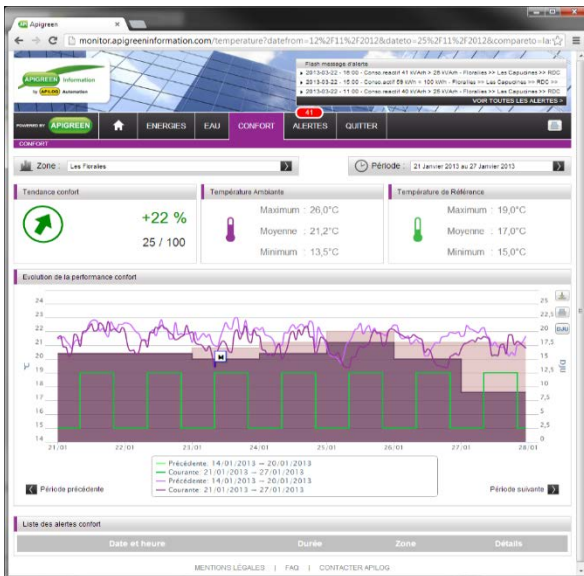 Apigreen
monitor.apigreeninformation.com/temperature?datefrom=12%2F11%2F2012&dateto=25%2F11%2F2012&compareto=la
APIGREEN Information
by APILOG Automation
Flash message d'alerte
2013-03-22 - 16:00 - Conso.reactif 41 kVArh > 28 kVArh - Floralies >> Les Capucines >> RDC
2013-03-22 - 15:00 - Conso.actif 59 kWh > 100 kWh - Floralies >> Les Capucines >> RDC >>
2013-03-22 - 11:00 - Conso.reactif 40 kVArh > 28 kVArh - Floralies >> Les Capucines >> RDC
VOIR TOUTES LES ALERTES >
POWERED BY APIGREEN
ENERGIES
EAU
CONFORT
ALERTES
41
QUITTER
CONFORT
Zone :
Les Florales
Période :
21 Janvier 2013 au 27 Janvier 2013
Tendance confort
+22 %
25 / 100
Température Ambiante
Maximum : 26,0°C
Moyenne : 21,2°C
Minimum : 13,5°C
Température de Référence
Maximum : 19,0°C
Moyenne : 17,0°C
Minimum : 15,0°C
Evolution de la performance confort
24
23
22
21
20
19
18
17
16
15
14
°C
25
22,5
20
17,5
15
12,5
10
7,5
5
2,5
0
DJU
DJU
M
21/01
22/01
23/01
24/01
25/01
26/01
27/01
28/01
Précédente: 14/01/2013 — 20/01/2013
Courante: 21/01/2013 — 27/01/2013
Précédente: 14/01/2013 — 20/01/2013
Courante: 21/01/2013 — 27/01/2013
Période précédente
Période suivante
Liste des alertes confort
Date et heure
Durée
Zone
Détails
MENTIONS LÉGALES | FAQ | CONTACTER APILOG